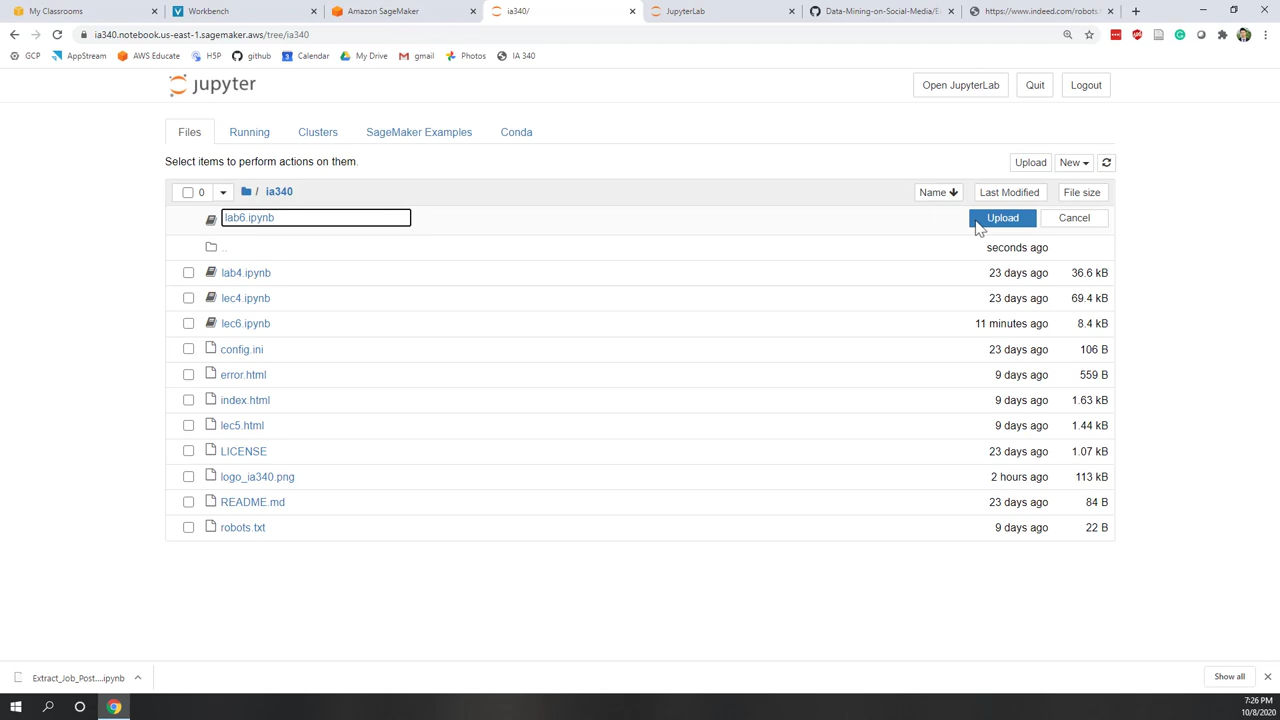 My Classrooms
Workbench
Amazon SageMaker
ia340/
JupyterLab
Data-Mining-on-Social-Media/E
https://www.indeed.com/robots.
ia340.notebook.us-east-1.sagemaker.aws/tree/ia340
GCP
AppStream
AWS Educate
H5P
github
Calendar
My Drive
gmail
Photos
IA 340
jupyter
Open JupyterLab
Quit
Logout
Files
Running
Clusters
SageMaker Examples
Conda
Select items to perform actions on them.
Upload
New
0
/ ia340
Name
Last Modified
File size
lab6.ipynb
Upload
Cancel
..
seconds ago
lab4.ipynb 23 days ago 36.6 kB
lec4.ipynb 23 days ago 69.4 kB
lec6.ipynb 11 minutes ago 8.4 kB
config.ini 23 days ago 106 B
error.html 9 days ago 559 B
index.html 9 days ago 1.63 kB
lec5.html 9 days ago 1.44 kB
LICENSE 23 days ago 1.07 kB
logo_ia340.png 2 hours ago 113 kB
README.md 23 days ago 84 B
robots.txt 9 days ago 22 B
Extract_Job_Post....ipynb
Show all
7:26 PM
10/8/2020